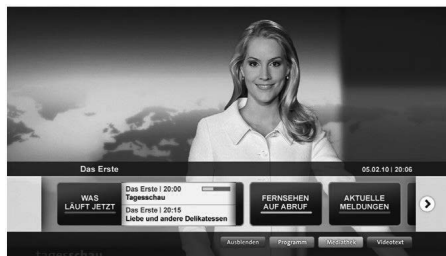 Das Erste
05.02.10 | 20:06
WAS
LÄUFT JETZT
Das Erste | 20:00
Tagesschau
Das Erste | 20:15
Liebe und andere Delikatessen
FERNSEHEN
AUF ABRUF
AKTUELLE
MELDUNGEN
Ausblenden
Programm
Mediathek
Videotext
tagesschau